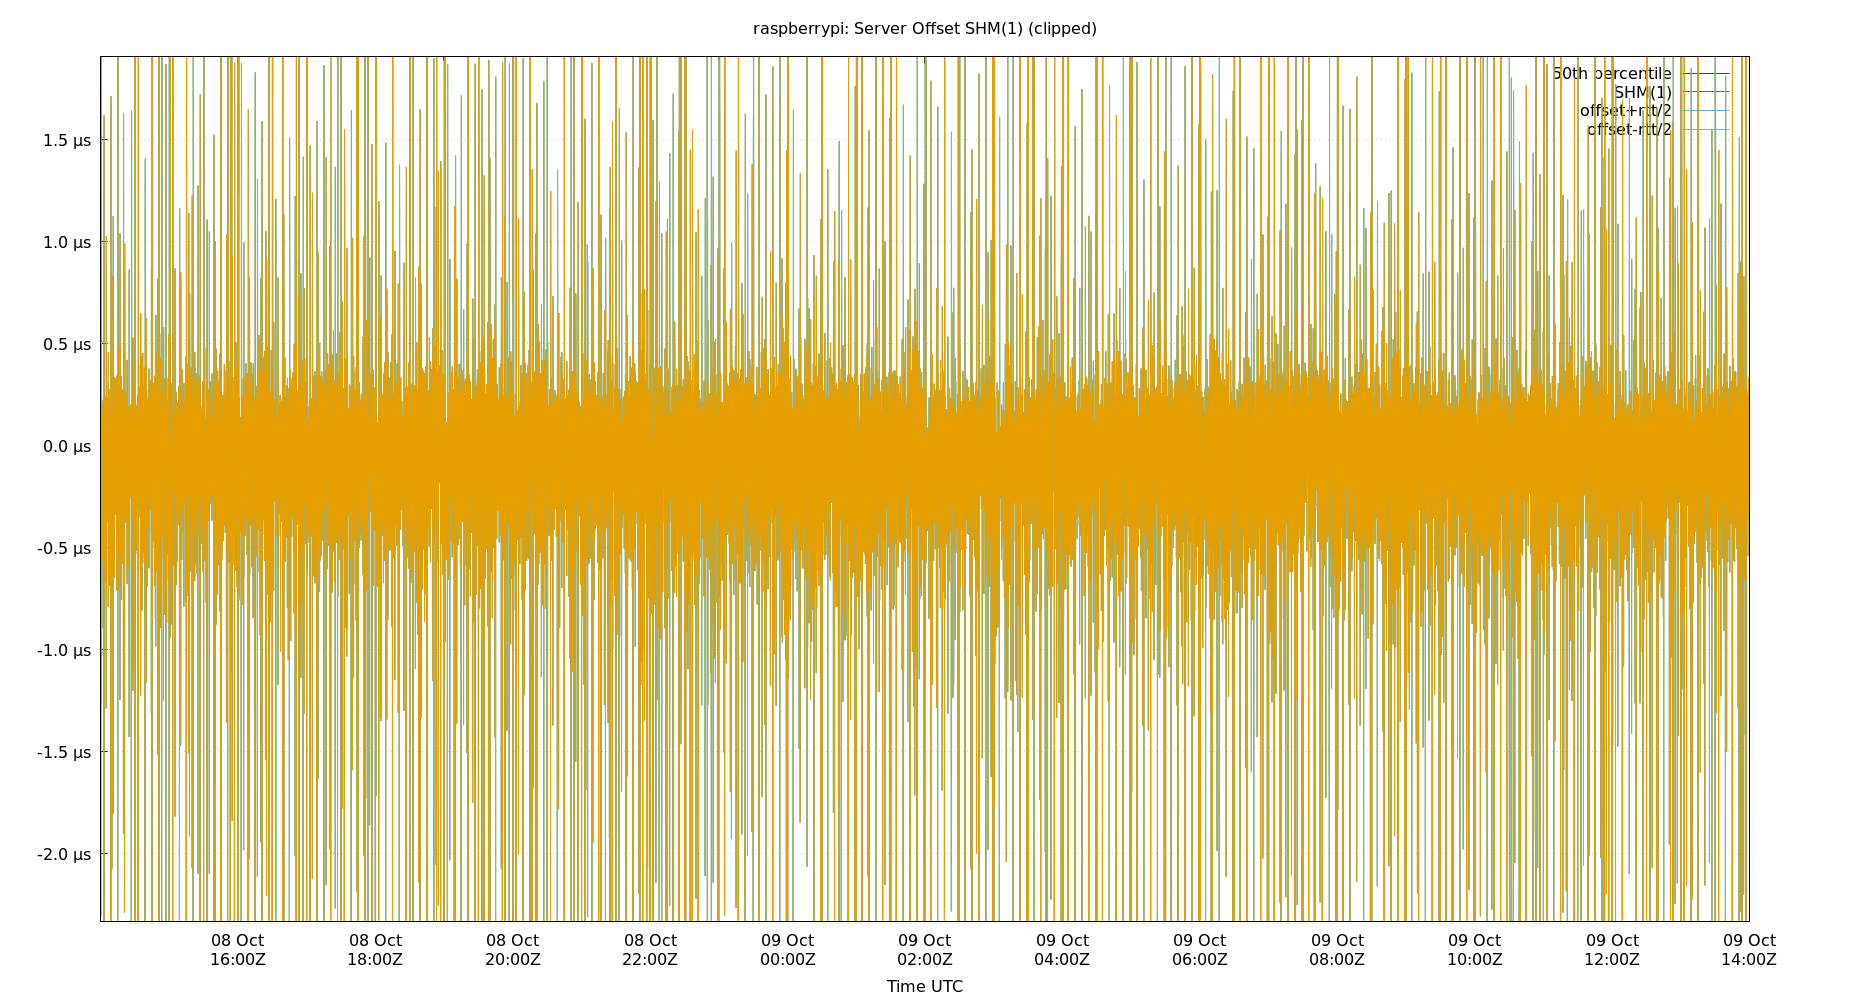 raspberrypi: Server Offset SHM(1) (clipped)
50th percentile
SHM(1)
offset+rtt/2
offset-rtt/2
1.5 µs
1.0 µs
0.5 µs
0.0 µs
-0.5 µs
-1.0 µs
-1.5 µs
-2.0 µs
08 Oct 08 Oct 08 Oct 08 Oct 09 Oct 09 Oct 09 Oct 09 Oct 09 Oct 09 Oct 09 Oct 09 Oct
16:00Z 18:00Z 20:00Z 22:00Z 00:00Z 02:00Z 04:00Z 06:00Z 08:00Z 10:00Z 12:00Z 14:00Z
Time UTC